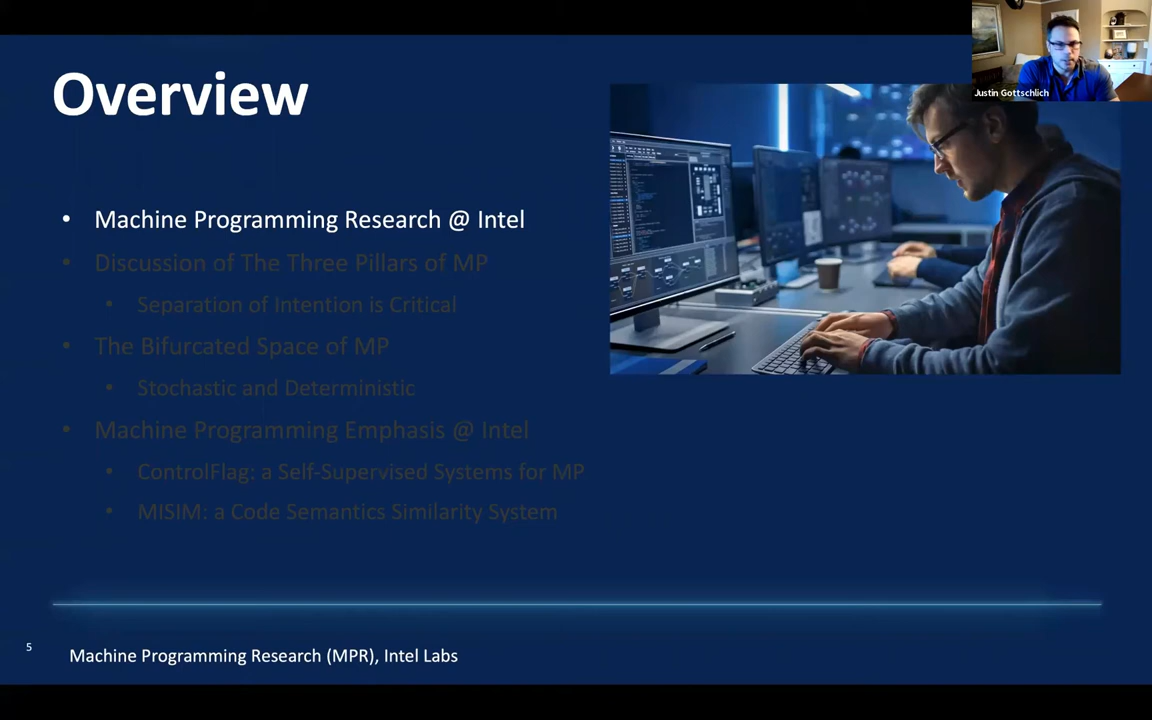 Justin Gottschlich
Overview
• Machine Programming Research @ Intel
• Discussion of The Three Pillars of MP
• Separation of Intention is Critical
• The Bifurcated Space of MP
• Stochastic and Deterministic
• Machine Programming Emphasis @ Intel
• ControlFlag: a Self-Supervised Systems for MP
• MISIM: a Code Semantics Similarity System
5
Machine Programming Research (MPR), Intel Labs